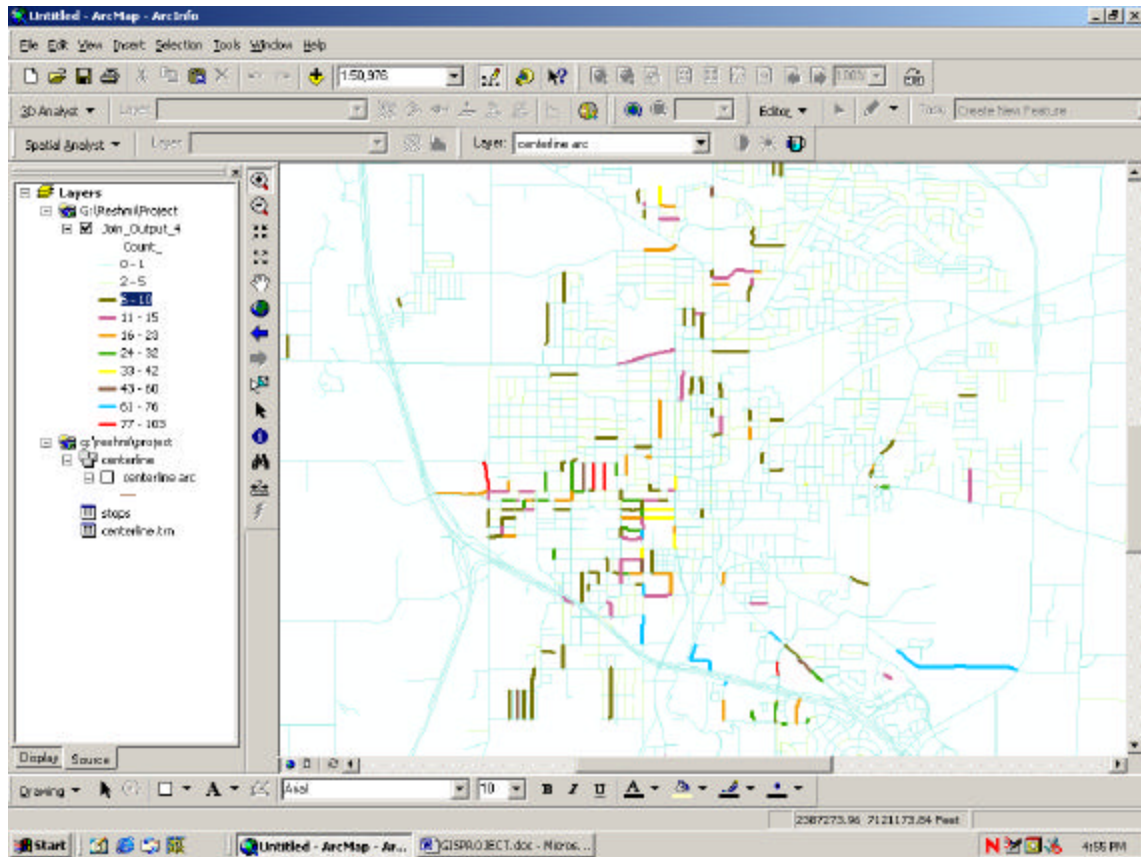 Untitled - ArcMap - ArcInfo
File Edit View Insert Selection Tools Window Help
1:50,976
100%
3D Analyst Layer:
Editor Task: Create New Feature
Spatial Analyst Layer:
Layer: centerline arc
Layers
G:\Reshmi\Project
Join_Output_4
Count_
0 - 1
2 - 5
6 - 10
11 - 15
16 - 23
24 - 32
33 - 42
43 - 60
61 - 76
77 - 103
g:\reshmi\project
centerline
centerline arc
stops
Display Source
Drawing A Arial 10 B I U A
2387273.96 7121173.84 Feet
Start
Untitled - ArcMap - Ar...
GISPROJECT.doc - Micros...
4:55 PM